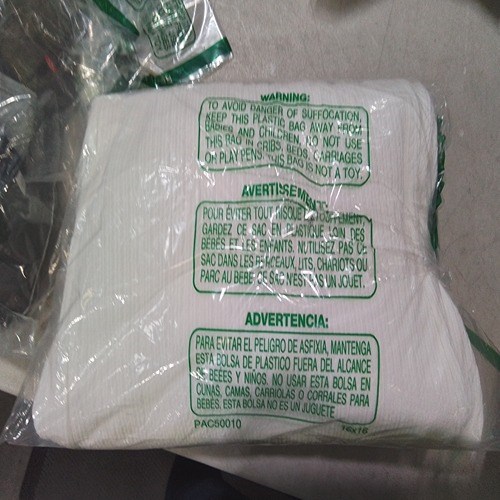 WARNING:
TO AVOID DANGER OF SUFFOCATION,
KEEP THIS PLASTIC BAG AWAY FROM
BABIES AND CHILDREN. DO NOT USE
THIS BAG IN CRIBS, BEDS, CARRIAGES
OR PLAY PENS. THIS BAG IS NOT A TOY.
AVERTISSEMENT:
POUR ÉVITER TOUT RISQUE
GARDEZ CE SAC EN PLASTIQUE LOIN DES
BÉBÉS ET LES ENFANTS. NUTILISEZ PAS CE
SAC DANS LES BERCEAUX, LITS, CHARIOTS OU
PARC AU BEBE. CE SAC N'EST PAS UN JOUET.
ADVERTENCIA:
PARA EVITAR EL PELIGRO DE ASFIXIA, MANTENGA
ESTA BOLSA DE PLASTICO FUERA DEL ALCANCE
DE BEBES Y NIÑOS. NO USAR ESTA BOLSA EN
CUNAS, CAMAS, CARRIOLAS O CORRALES PARA
BEBÉS. ESTA BOLSA NO ES UN JUGUETE
PAC50010